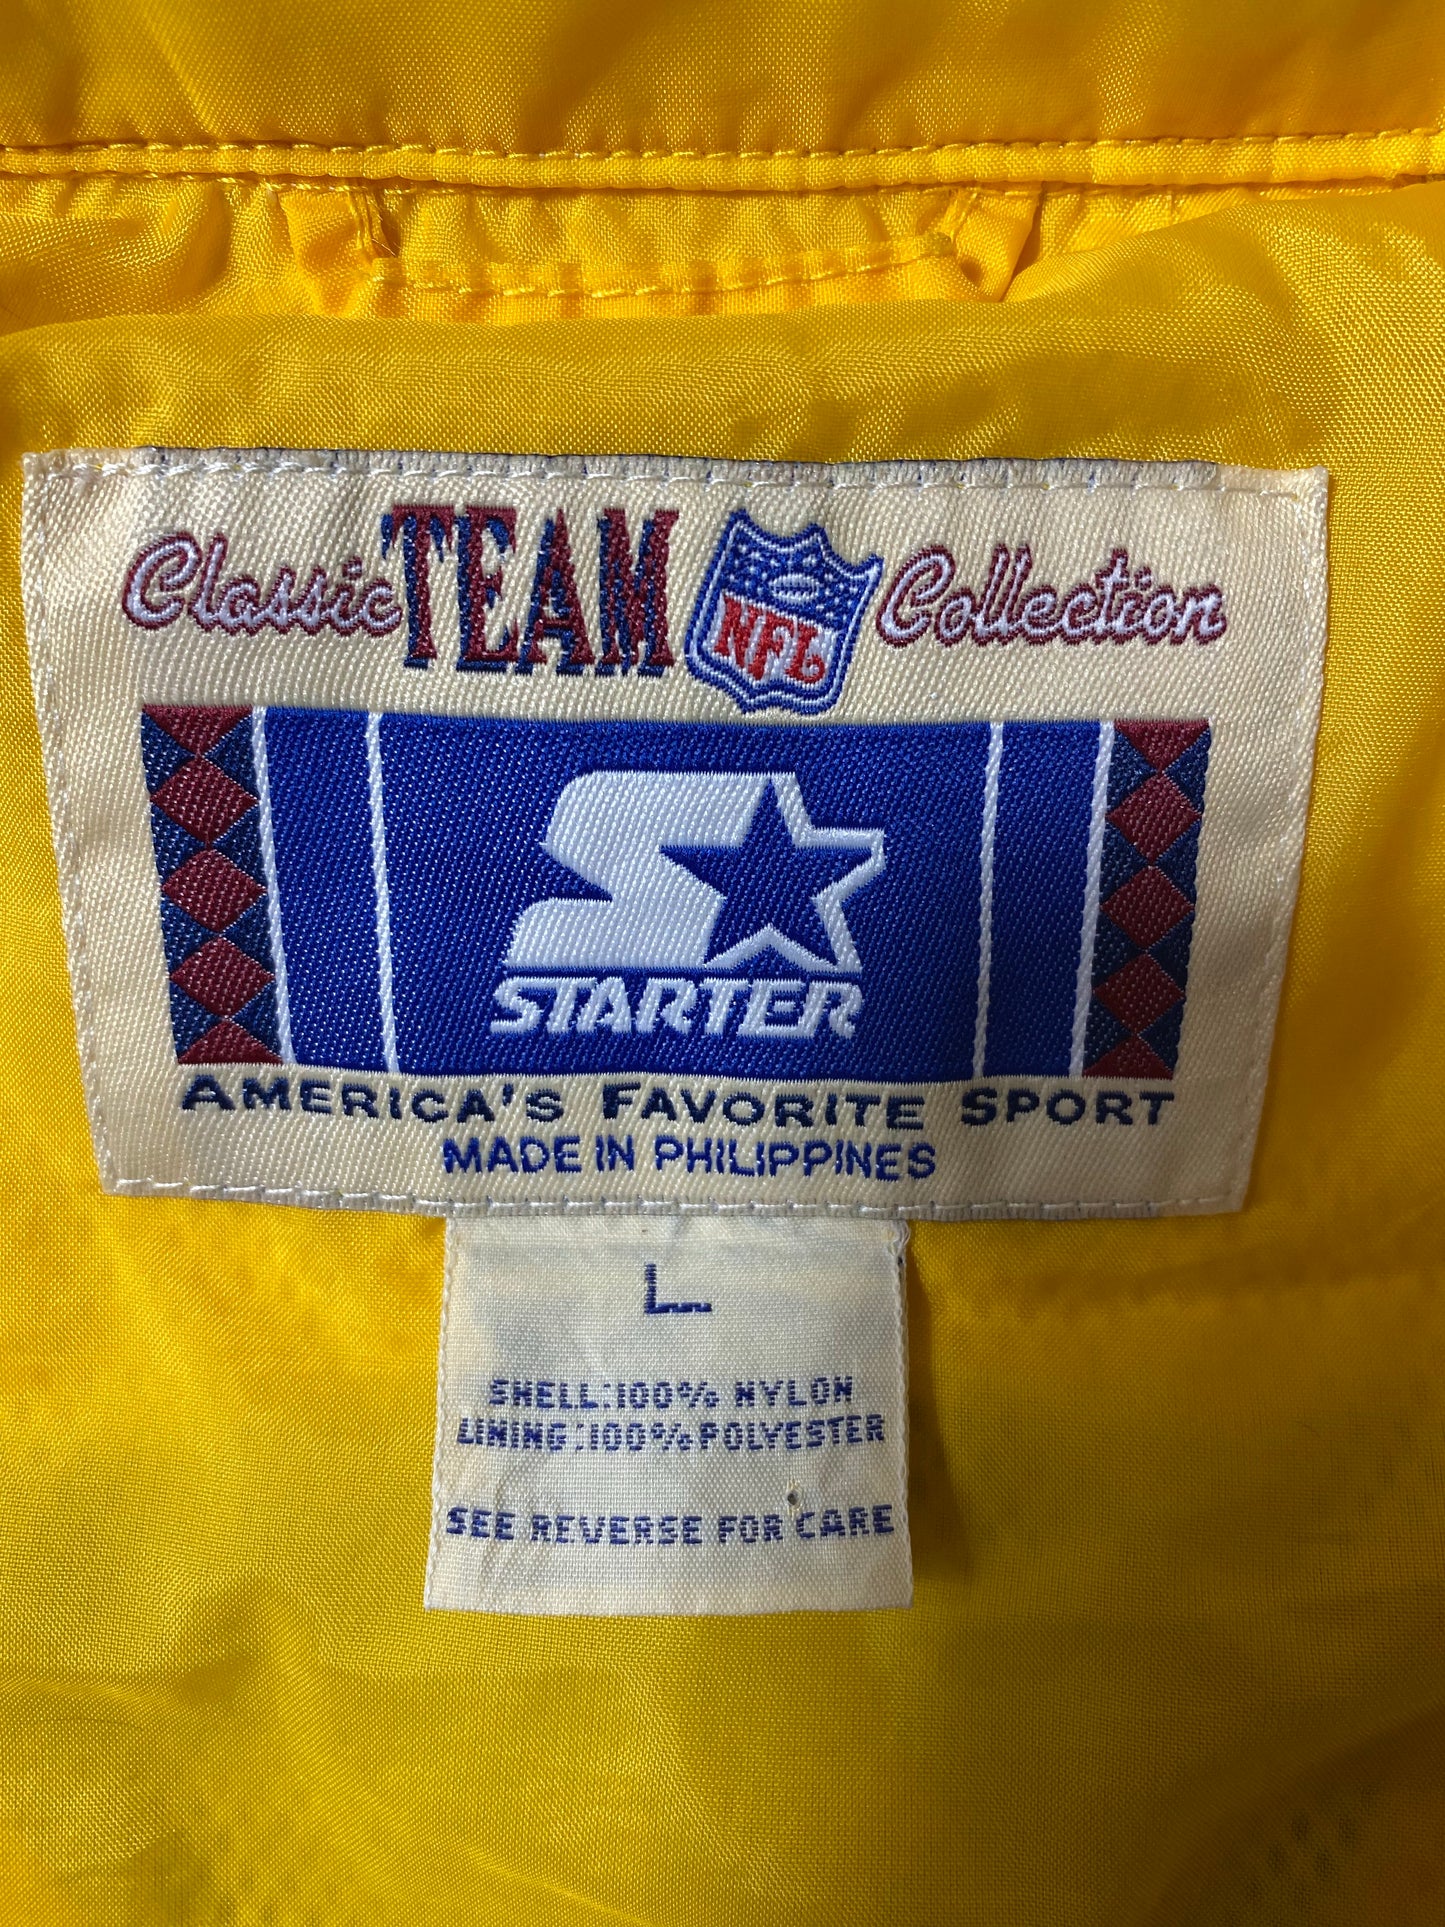 Classic TEAM NFL Collection
STARTER
AMERICA'S FAVORITE SPORT
MADE IN PHILIPPINES
L
SHELL:100% NYLON
LINING:100% POLYESTER
SEE REVERSE FOR CARE